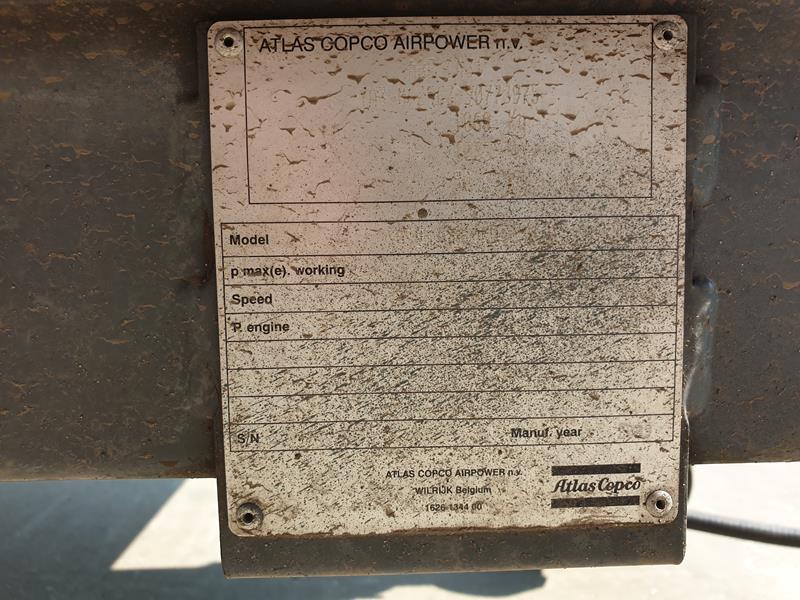 ATLAS COPCO AIRPOWER n.v.
Model
p max(e). working
Speed
P. engine
S/N Manuf. year
ATLAS COPCO AIRPOWER n.v.
WILRIJK Belgium
Atlas Copco
1626 1344 00